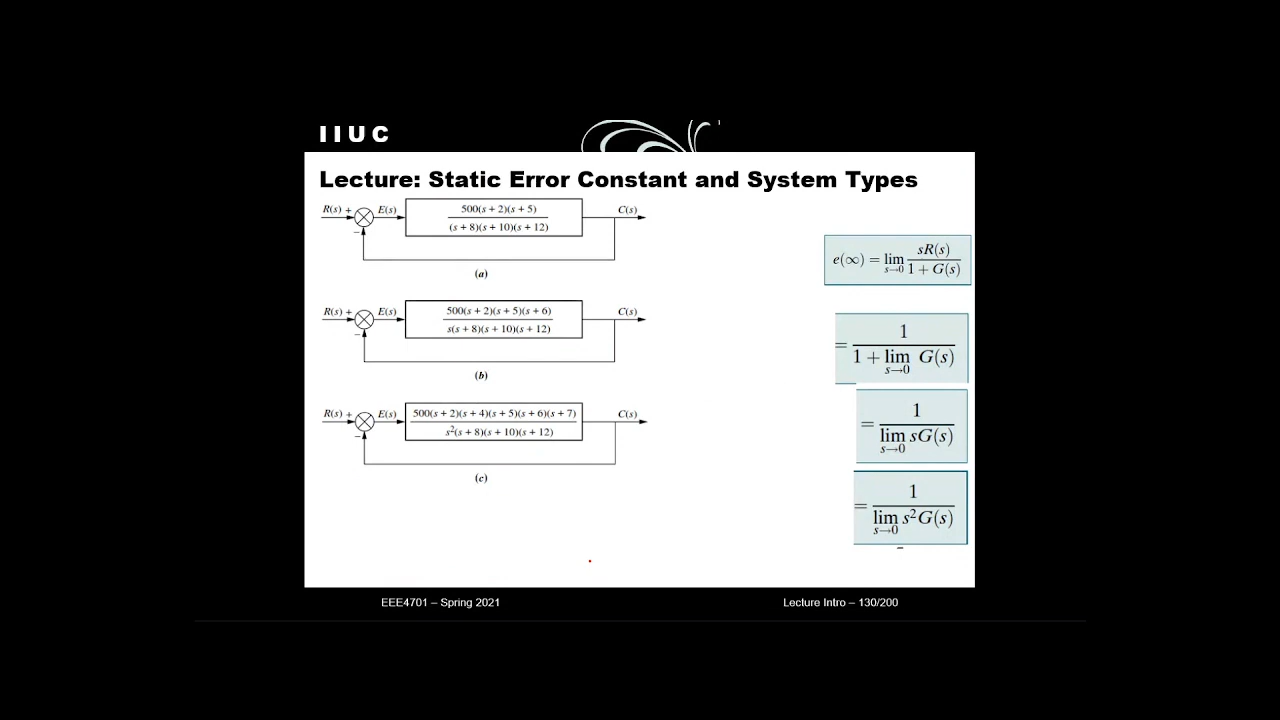 IIUC
Lecture: Static Error Constant and System Types
R(s) + E(s) 500(s + 2)(s + 5) C(s)
(s + 8)(s + 10)(s + 12)
−
(a)
R(s) + E(s) 500(s + 2)(s + 5)(s + 6) C(s)
s(s + 8)(s + 10)(s + 12)
−
(b)
R(s) + E(s) 500(s + 2)(s + 4)(s + 5)(s + 6)(s + 7) C(s)
s²(s + 8)(s + 10)(s + 12)
−
(c)
e(∞) = lim s→0 sR(s) / 1 + G(s)
= 1 / 1 + lim s→0 G(s)
= 1 / lim s→0 sG(s)
= 1 / lim s→0 s²G(s)
EEE4701 – Spring 2021
Lecture Intro – 130/200